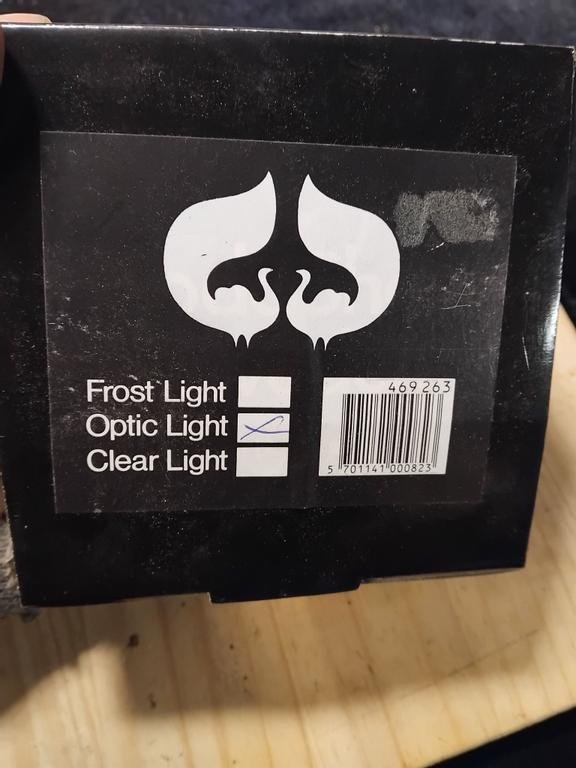 Frost Light
Optic Light
Clear Light
469 263
5 701141 000823